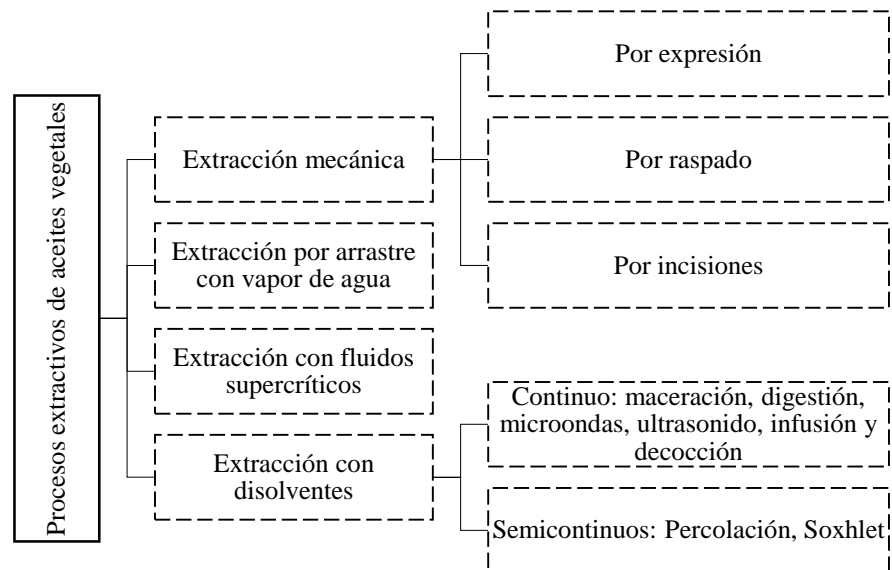 Procesos extractivos de aceites vegetales
Extracción mecánica
Por expresión
Por raspado
Por incisiones
Extracción por arrastre
con vapor de agua
Extracción con fluidos
supercríticos
Extracción con
disolventes
Continuo: maceración, digestión,
microondas, ultrasonido, infusión y
decocción
Semicontinuos: Percolación, Soxhlet